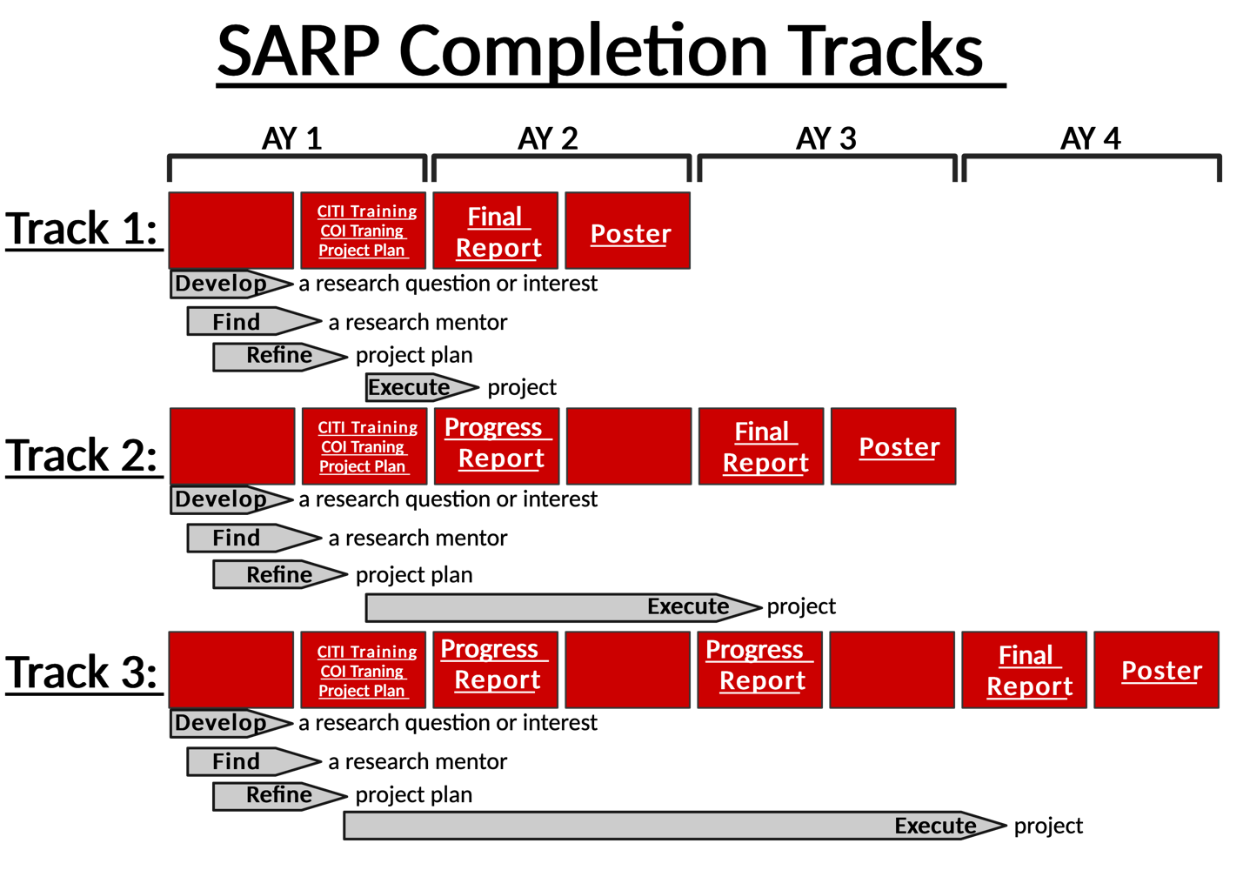 SARP Completion Tracks
AY 1
AY 2
AY 3
AY 4
Track 1:
CITI Training
COI Traning
Project Plan
Final
Report
Poster
Develop a research question or interest
Find a research mentor
Refine project plan
Execute project
Track 2:
CITI Training
COI Traning
Project Plan
Progress
Report
Final
Report
Poster
Develop a research question or interest
Find a research mentor
Refine project plan
Execute project
Track 3:
CITI Training
COI Traning
Project Plan
Progress
Report
Progress
Report
Final
Report
Poster
Develop a research question or interest
Find a research mentor
Refine project plan
Execute project